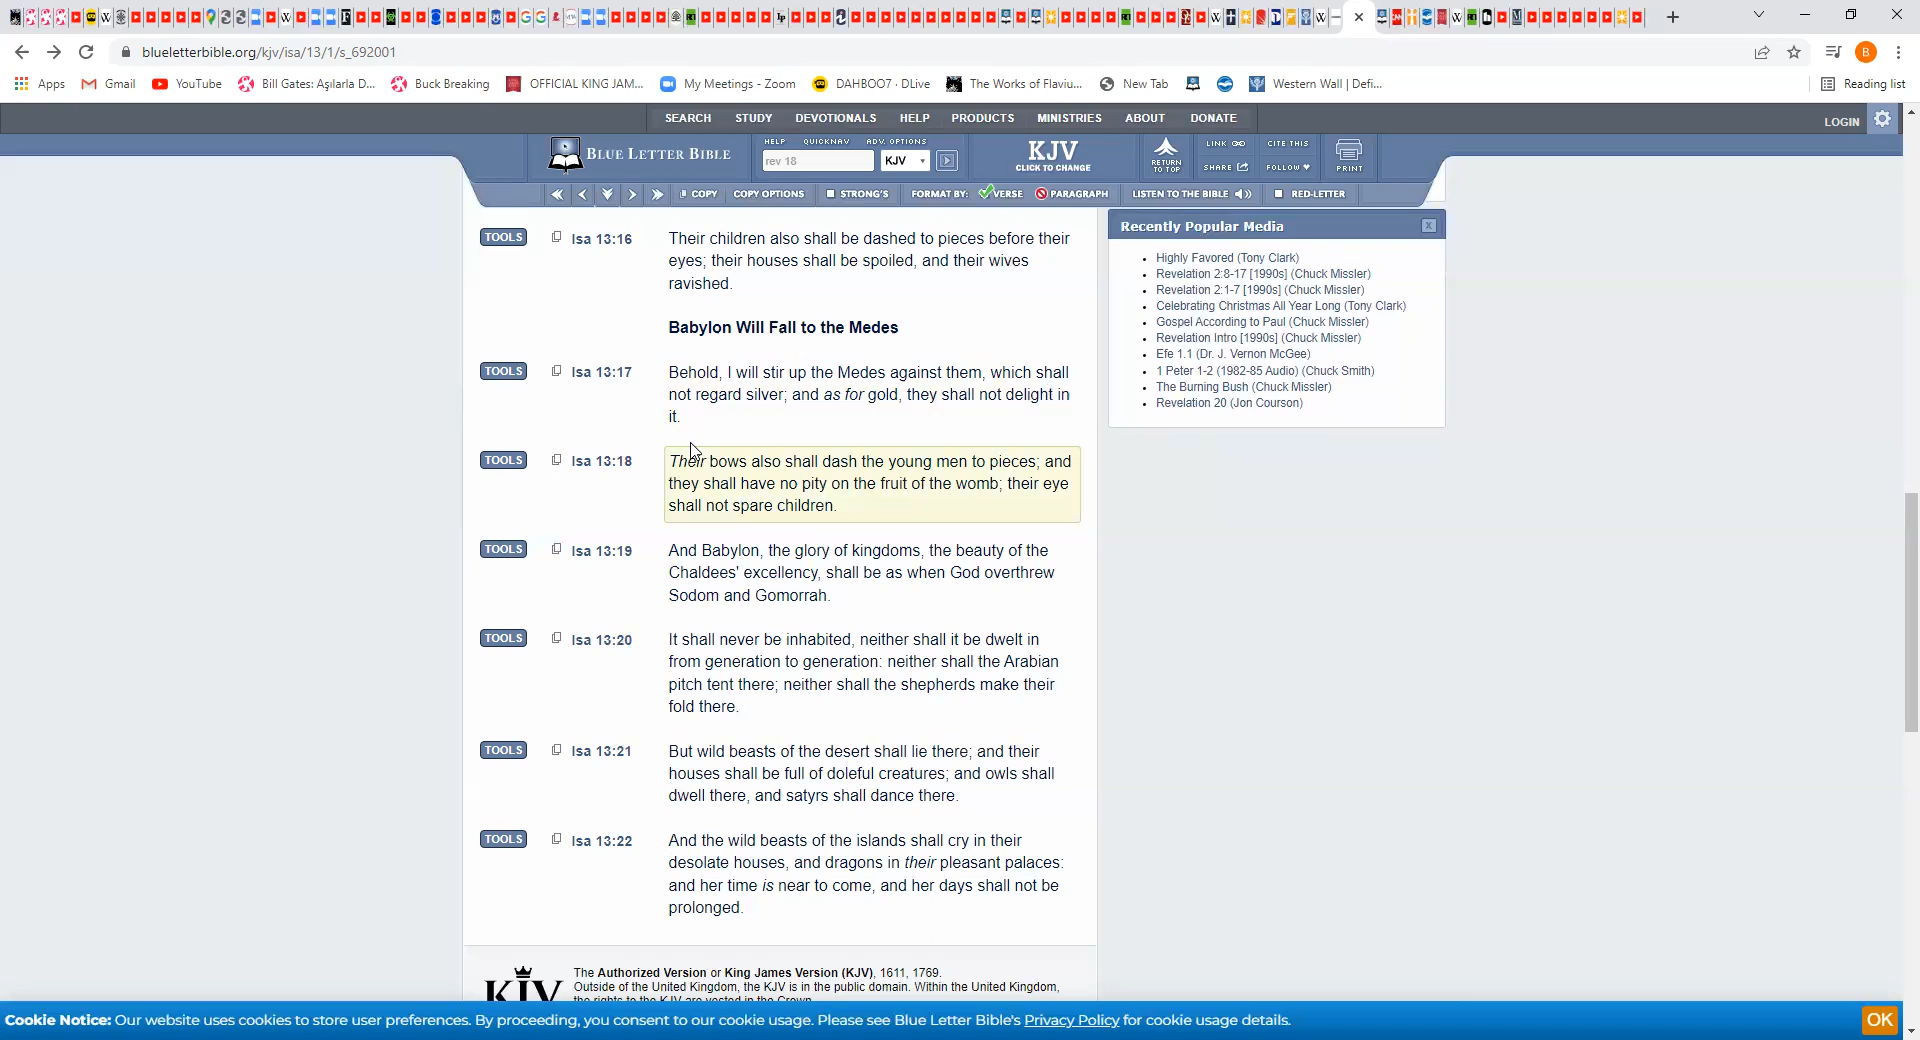 blueletterbible.org/kjv/isa/13/1/s_692001
B
Apps
Gmail
YouTube
Bill Gates: Aşılarla D...
Buck Breaking
OFFICIAL KING JAM...
My Meetings - Zoom
DAHBOO7 · DLive
The Works of Flaviu...
New Tab
Western Wall | Defi...
Reading list
SEARCH STUDY DEVOTIONALS HELP PRODUCTS MINISTRIES ABOUT DONATE
LOGIN
BLUE LETTER BIBLE
HELP QUICKNAV ADV. OPTIONS
rev 18
KJV
KJV
CLICK TO CHANGE
RETURN
TO TOP
LINK
CITE THIS
SHARE
FOLLOW
PRINT
COPY COPY OPTIONS STRONG'S FORMAT BY: VERSE PARAGRAPH LISTEN TO THE BIBLE RED-LETTER
TOOLS Isa 13:16 Their children also shall be dashed to pieces before their
eyes; their houses shall be spoiled, and their wives
ravished.
Babylon Will Fall to the Medes
TOOLS Isa 13:17 Behold, I will stir up the Medes against them, which shall
not regard silver; and as for gold, they shall not delight in
it.
TOOLS Isa 13:18 Their bows also shall dash the young men to pieces; and
they shall have no pity on the fruit of the womb; their eye
shall not spare children.
TOOLS Isa 13:19 And Babylon, the glory of kingdoms, the beauty of the
Chaldees' excellency, shall be as when God overthrew
Sodom and Gomorrah.
TOOLS Isa 13:20 It shall never be inhabited, neither shall it be dwelt in
from generation to generation: neither shall the Arabian
pitch tent there; neither shall the shepherds make their
fold there.
TOOLS Isa 13:21 But wild beasts of the desert shall lie there; and their
houses shall be full of doleful creatures; and owls shall
dwell there, and satyrs shall dance there.
TOOLS Isa 13:22 And the wild beasts of the islands shall cry in their
desolate houses, and dragons in their pleasant palaces:
and her time is near to come, and her days shall not be
prolonged.
Recently Popular Media
Highly Favored (Tony Clark)
Revelation 2:8-17 [1990s] (Chuck Missler)
Revelation 2:1-7 [1990s] (Chuck Missler)
Celebrating Christmas All Year Long (Tony Clark)
Gospel According to Paul (Chuck Missler)
Revelation Intro [1990s] (Chuck Missler)
Efe 1.1 (Dr. J. Vernon McGee)
1 Peter 1-2 (1982-85 Audio) (Chuck Smith)
The Burning Bush (Chuck Missler)
Revelation 20 (Jon Courson)
KJV
The Authorized Version or King James Version (KJV), 1611, 1769.
Outside of the United Kingdom, the KJV is in the public domain. Within the United Kingdom,
the rights to the KJV are vested in the Crown.
Cookie Notice: Our website uses cookies to store user preferences. By proceeding, you consent to our cookie usage. Please see Blue Letter Bible's Privacy Policy for cookie usage details.
OK